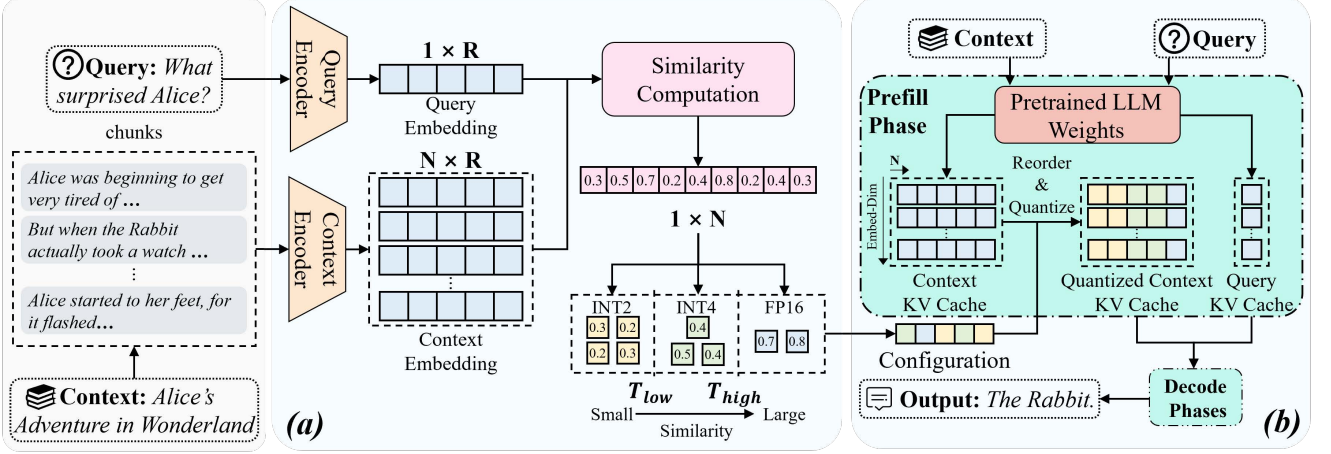 Query: What
surprised Alice?
chunks
Alice was beginning to get
very tired of ...
But when the Rabbit
actually took a watch ...
⋮
Alice started to her feet, for
it flashed...
Context: Alice's
Adventure in Wonderland
Query
Encoder
Context
Encoder
1 × R
Query
Embedding
N × R
⋮
Context
Embedding
Similarity
Computation
0.3 0.5 0.7 0.2 0.4 0.8 0.2 0.4 0.3
1 × N
INT2
0.3 0.2
0.2 0.3
INT4
0.4
0.5 0.4
FP16
0.7 0.8
T_low T_high
Small Large
Similarity
(a)
Context
Query
Prefill
Phase
Pretrained LLM
Weights
N
Embed-Dim
⋮
Reorder
&
Quantize
⋮
⋮
Context
KV Cache
Quantized Context
KV Cache
Query
KV Cache
Configuration
Decode
Phases
Output: The Rabbit.
(b)